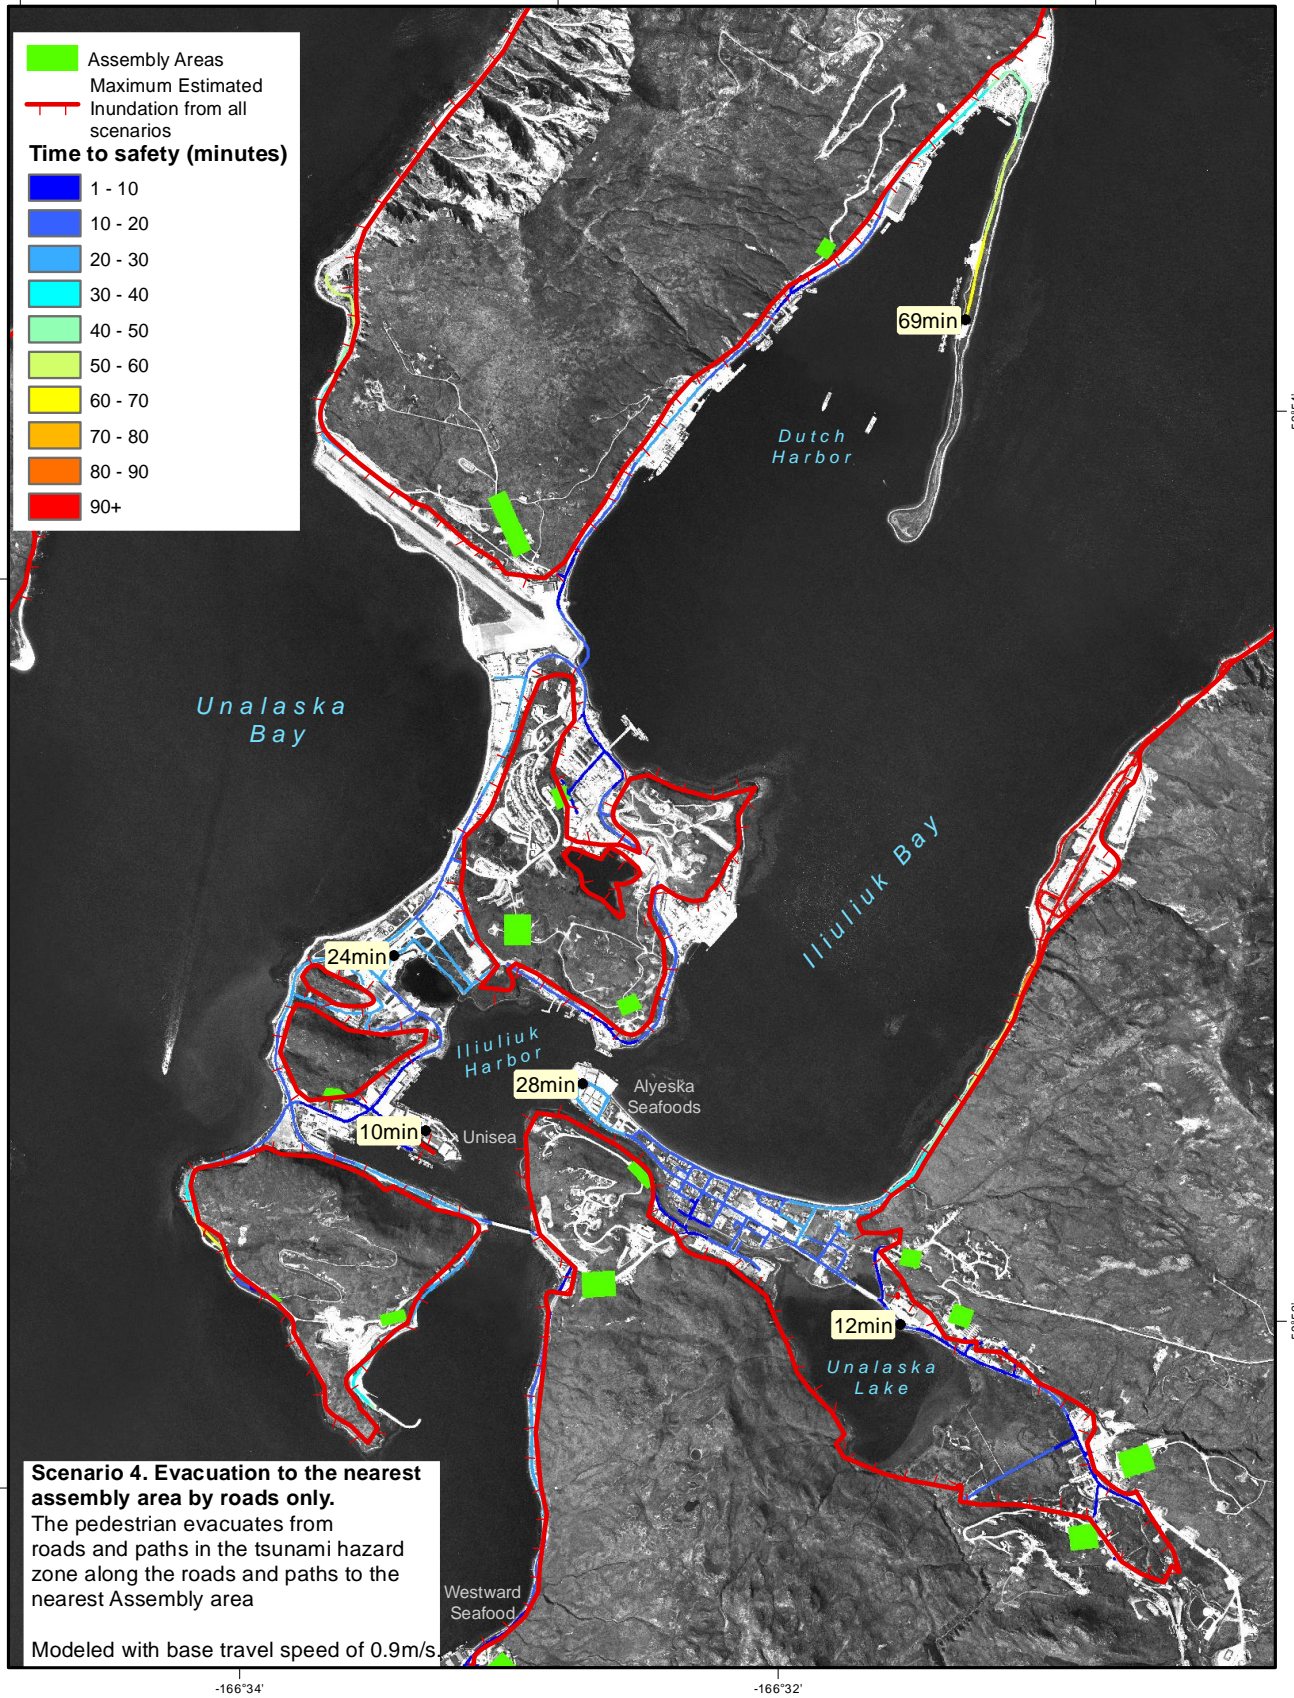 Assembly Areas
Maximum Estimated
Inundation from all
scenarios
Time to safety (minutes)
1 - 10
10 - 20
20 - 30
30 - 40
40 - 50
50 - 60
60 - 70
70 - 80
80 - 90
90+
69min
Dutch
Harbor
Unalaska
Bay
Iliuliuk Bay
24min
Iliuliuk
Harbor
28min
Alyeska
Seafoods
10min
Unisea
12min
Unalaska
Lake
Scenario 4. Evacuation to the nearest
assembly area by roads only.
The pedestrian evacuates from
roads and paths in the tsunami hazard
zone along the roads and paths to the
nearest Assembly area
Modeled with base travel speed of 0.9m/s.
Westward
Seafood
-166°34'
-166°32'